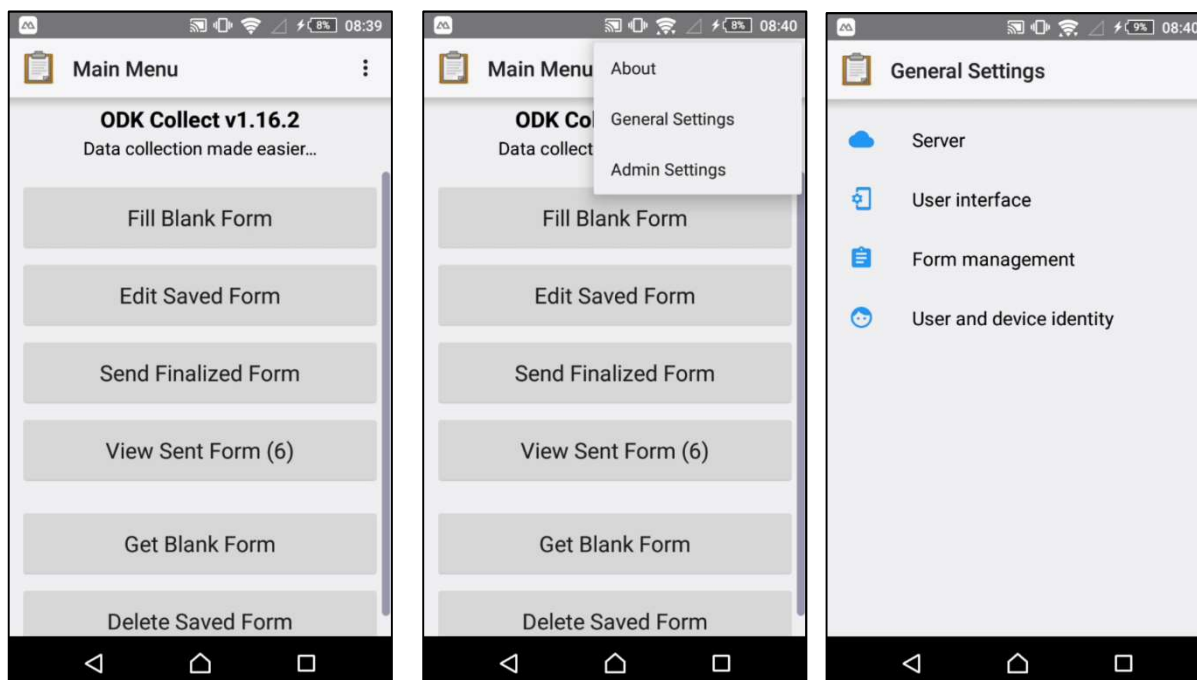 8% 08:39
Main Menu
ODK Collect v1.16.2
Data collection made easier...
Fill Blank Form
Edit Saved Form
Send Finalized Form
View Sent Form (6)
Get Blank Form
Delete Saved Form
8% 08:40
Main Menu
About
General Settings
Admin Settings
ODK Co
Data collect
Fill Blank Form
Edit Saved Form
Send Finalized Form
View Sent Form (6)
Get Blank Form
Delete Saved Form
9% 08:40
General Settings
Server
User interface
Form management
User and device identity